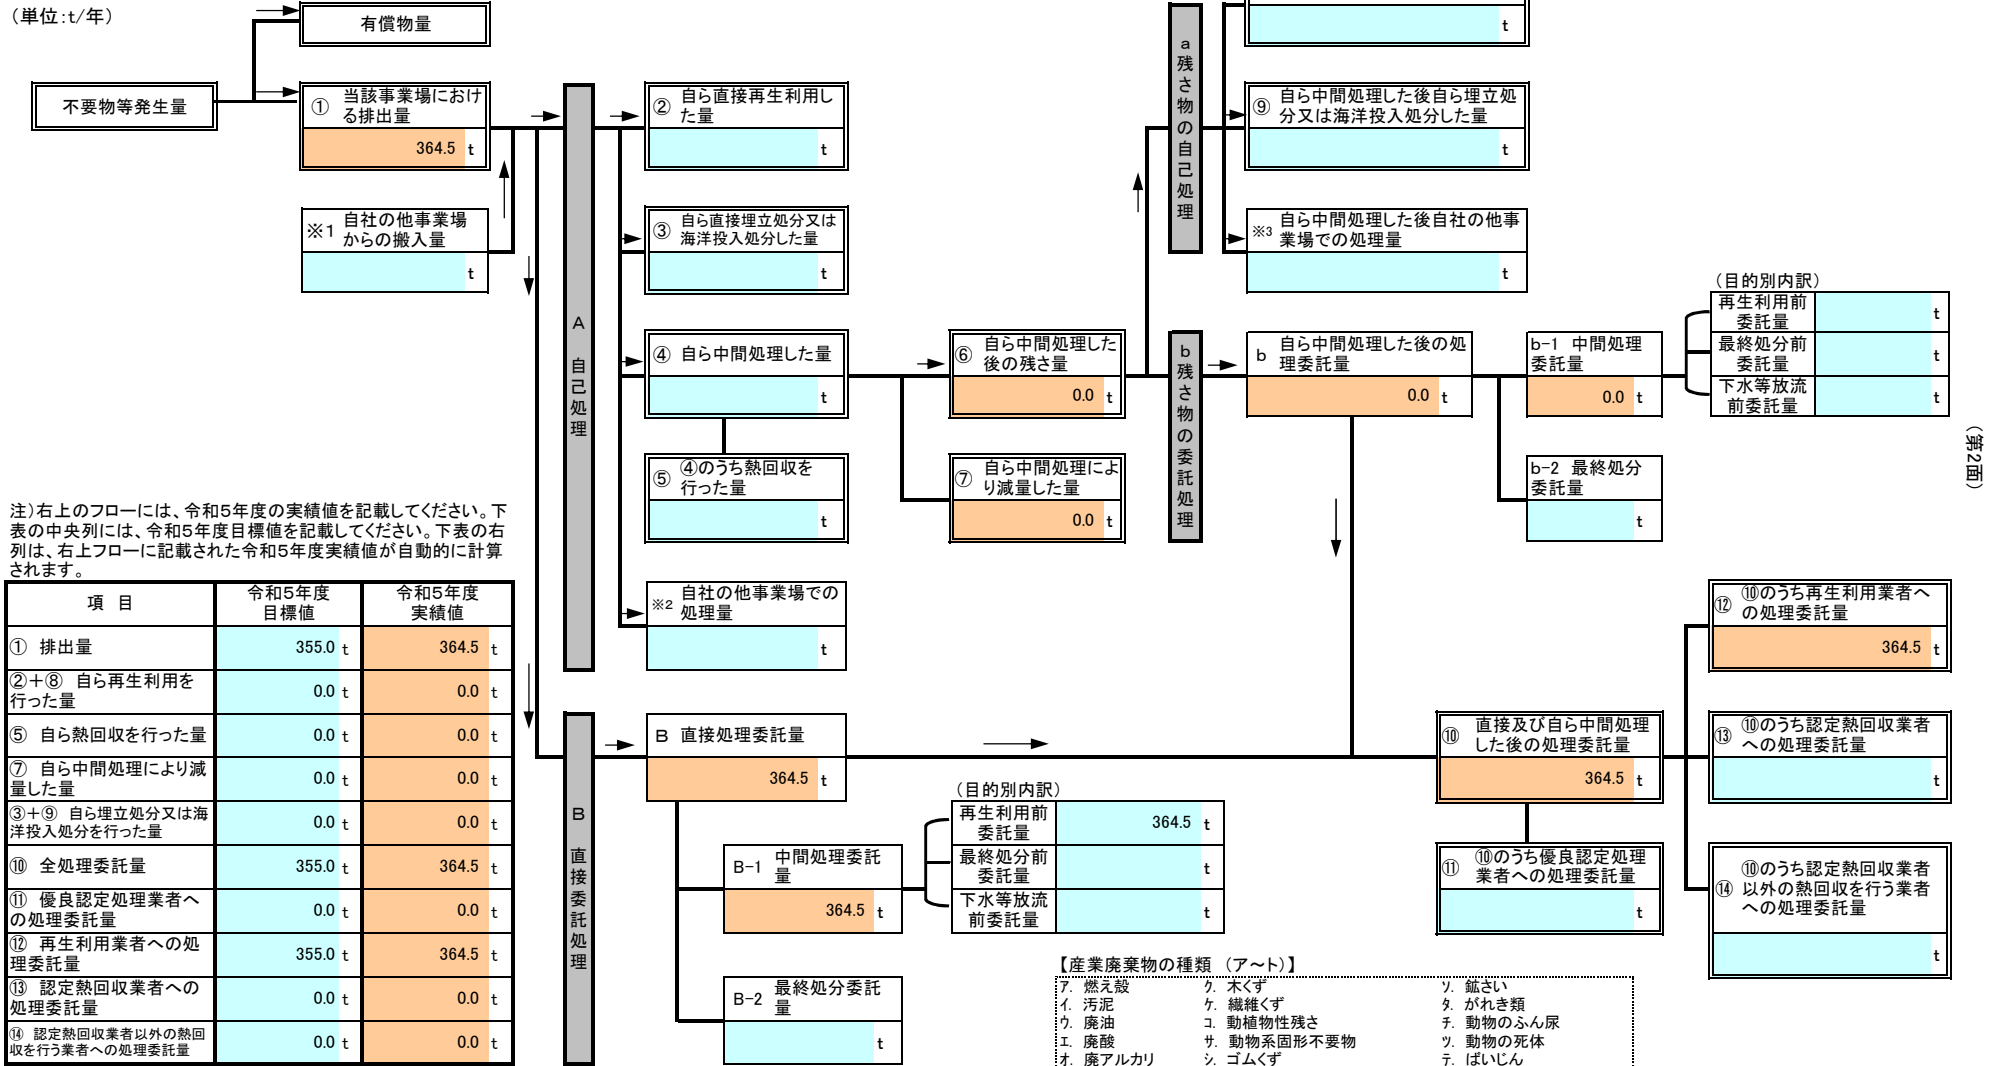 （単位：t/年）
有償物量
不要物等発生量
① 当該事業場におけ
る排出量
364.5 t
※1 自社の他事業場
からの搬入量
t
A 自己処理
② 自ら直接再生利用し
た量
t
③ 自ら直接埋立処分又は
海洋投入処分した量
t
④ 自ら中間処理した量
t
⑤ ④のうち熱回収を
行った量
t
※2 自社の他事業場での
処理量
t
⑥ 自ら中間処理した
後の残さ量
0.0 t
⑦ 自ら中間処理によ
り減量した量
0.0 t
a 残さ物の自己処理
t
⑨ 自ら中間処理した後自ら埋立処
分又は海洋投入処分した量
t
※3 自ら中間処理した後自社の他事
業場での処理量
t
b 残さ物の委託処理
b 自ら中間処理した後の処
理委託量
0.0 t
b-1 中間処理
委託量
0.0 t
b-2 最終処分
委託量
t
（目的別内訳）
再生利用前
委託量
t
最終処分前
委託量
t
下水等放流
前委託量
t
（第2面）
注）右上のフローには、令和5年度の実績値を記載してください。下
表の中央列には、令和5年度目標値を記載してください。下表の右
列は、右上フローに記載された令和5年度実績値が自動的に計算
されます。
項 目
令和5年度
目標値
令和5年度
実績値
① 排出量 355.0 t 364.5 t
②＋⑧ 自ら再生利用を
行った量
0.0 t 0.0 t
⑤ 自ら熱回収を行った量 0.0 t 0.0 t
⑦ 自ら中間処理により減
量した量
0.0 t 0.0 t
③＋⑨ 自ら埋立処分又は海
洋投入処分を行った量
0.0 t 0.0 t
⑩ 全処理委託量 355.0 t 364.5 t
⑪ 優良認定処理業者へ
の処理委託量
0.0 t 0.0 t
⑫ 再生利用業者への処
理委託量
355.0 t 364.5 t
⑬ 認定熱回収業者への
処理委託量
0.0 t 0.0 t
⑭ 認定熱回収業者以外の熱回
収を行う業者への処理委託量
0.0 t 0.0 t
B 直接委託処理
B 直接処理委託量
364.5 t
B-1 中間処理委託
量
364.5 t
B-2 最終処分委託
量
t
（目的別内訳）
再生利用前
委託量
364.5 t
最終処分前
委託量
t
下水等放流
前委託量
t
⑩ 直接及び自ら中間処理
した後の処理委託量
364.5 t
⑪ ⑩のうち優良認定処理
業者への処理委託量
t
⑫ ⑩のうち再生利用業者へ
の処理委託量
364.5 t
⑬ ⑩のうち認定熱回収業者
への処理委託量
t
⑭ ⑩のうち認定熱回収業者
以外の熱回収を行う業者
への処理委託量
t
【産業廃棄物の種類 （ア～ト）】
ア. 燃え殻 ク. 木くず ソ. 鉱さい
イ. 汚泥 ケ. 繊維くず タ. がれき類
ウ. 廃油 コ. 動植物性残さ チ. 動物のふん尿
エ. 廃酸 サ. 動物系固形不要物 ツ. 動物の死体
オ. 廃アルカリ シ. ゴムくず テ. ばいじん